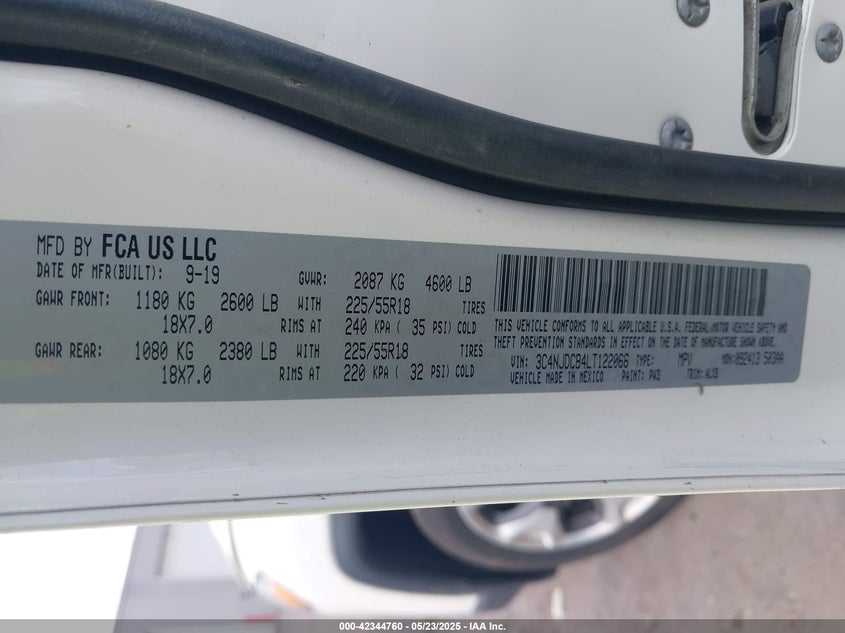 MFD BY FCA US LLC
DATE OF MFR(BUILT): 9-19 GVWR: 2087 KG 4600 LB
GAWR FRONT: 1180 KG 2600 LB WITH 225/55R18 TIRES
18X7.0 RIMS AT 240 KPA ( 35 PSI) COLD
GAWR REAR: 1080 KG 2380 LB WITH 225/55R18 TIRES
18X7.0 RIMS AT 220 KPA ( 32 PSI) COLD
THIS VEHICLE CONFORMS TO ALL APPLICABLE U.S.A. FEDERAL MOTOR VEHICLE SAFETY AND
THEFT PREVENTION STANDARDS IN EFFECT ON THE DATE OF MANUFACTURE SHOWN ABOVE.
VIN: 3C4NJDCB4LT122066 TYPE: MPV MDH: 092413 503AA
VEHICLE MADE IN MEXICO PAINT: PW3 TRIM:
000-42344760 - 05/23/2025 - IAA Inc.